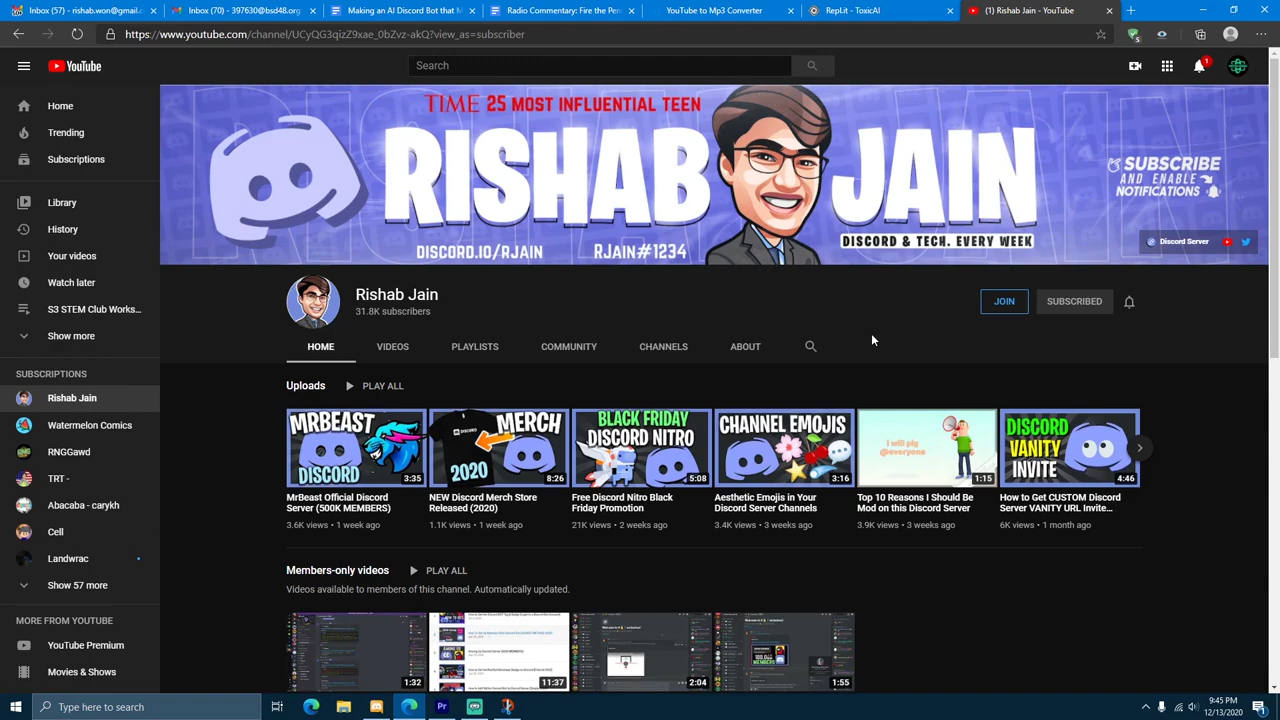 Inbox (57) - rishab.won@gmail.c
Inbox (70) - 397630@bsd48.org
Making an AI Discord bot that M
Detection of the Pe
YouTube to Mp3 Converter
Replit - ToxicAI
(1) Rishab Jain - YouTube
https://www.youtube.com/channel/UCyQG3qizZ9xae_0bZvz-akQ?view_as=subscriber
YouTube
Search
1
Home
Trending
Subscriptions
Library
History
Your videos
Watch later
S3 STEM Club Works...
Show more
SUBSCRIPTIONS
Rishab Jain
Watermelon Comics
RNGGawd
TRI -
abacaba - carykh
Landwrac
Show 57 more
YouTube Premium
Movies & Shows
TIME 25 MOST INFLUENTIAL TEEN
RISHAB JAIN
DISCORD.IO/RJAIN
RJAIN#1234
DISCORD & TECH. EVERY WEEK
SUBSCRIBE
AND ENABLE
NOTIFICATIONS
Discord Server
Rishab Jain
31.8K subscribers
JOIN
SUBSCRIBED
HOME
VIDEOS
PLAYLISTS
COMMUNITY
CHANNELS
ABOUT
Uploads
PLAY ALL
MRBEAST
DISCORD
3:35
MERCH
DISCORD
2020
8:26
BLACK FRIDAY
DISCORD NITRO
5:08
CHANNEL EMOJIS
3:16
I will pig
@everyone
1:15
DISCORD
VANITY
INVITE
4:46
MrBeast Official Discord
Server (500K MEMBERS)
3.6K views • 1 week ago
NEW Discord Merch Store
Released (2020)
1.1K views • 1 week ago
Free Discord Nitro Black
Friday Promotion
21K views • 2 weeks ago
Aesthetic Emojis in Your
Discord Server Channels
3.4K views • 3 weeks ago
Top 10 Reasons I Should Be
Mod on this Discord Server
3.9K views • 3 weeks ago
How to Get CUSTOM Discord
Server VANITY URL Invite...
6K views • 1 month ago
Members-only videos
PLAY ALL
Videos available to members of this channel. Automatically updated.
1:32
11:37
2:04
1:55
Type here to search
9:45 PM
12/13/2020